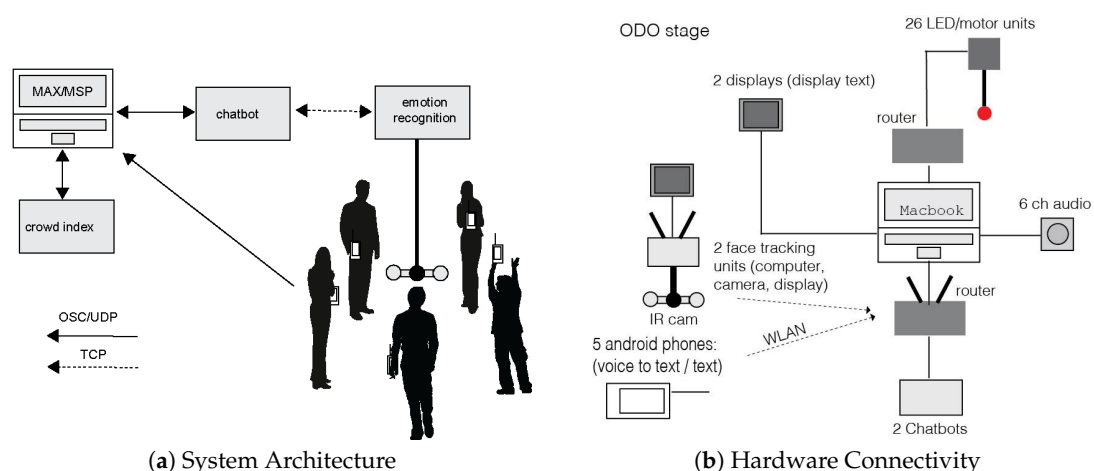 MAX/MSP
chatbot
emotion
recognition
crowd index
OSC/UDP
TCP
(a) System Architecture
ODO stage
26 LED/motor units
2 displays (display text)
router
Macbook
6 ch audio
2 face tracking
units (computer,
camera, display)
router
IR cam
WLAN
5 android phones:
(voice to text / text)
2 Chatbots
(b) Hardware Connectivity